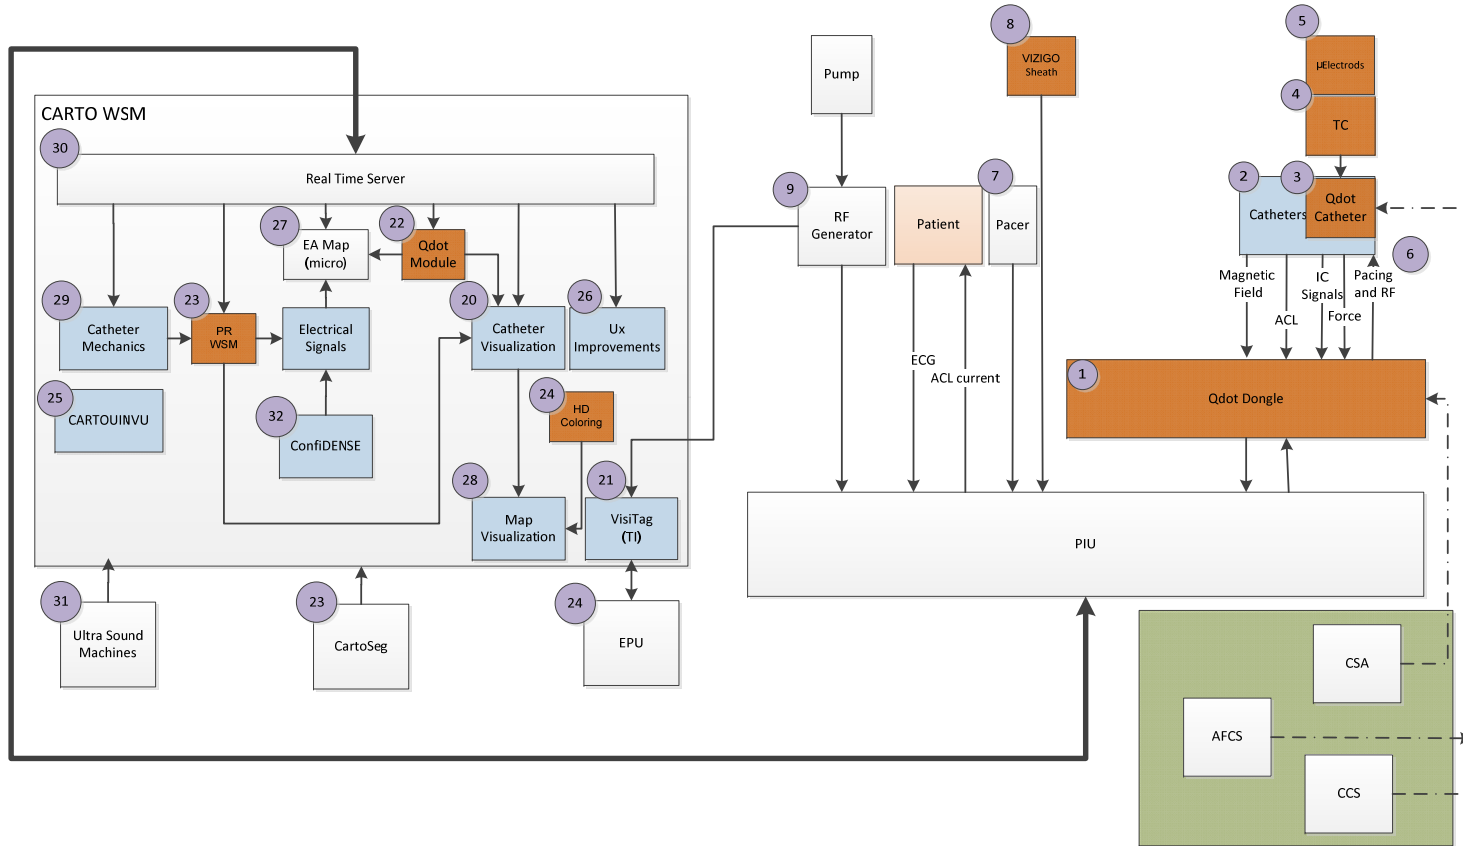 5
8
µElectrods
VIZIGO
Sheath
Pump
4
CARTO WSM
TC
30
Real Time Server
9
7
2
3
RF
Generator
Patient
Pacer
Catheters
Qdot
Catheter
27
EA Map
(micro)
22
Qdot
Module
6
Magnetic
Field
ACL
IC
Signals
Force
Pacing
and RF
29
Catheter
Mechanics
23
PR
WSM
Electrical
Signals
20
Catheter
Visualization
26
Ux
Improvements
ECG
ACL current
1
Qdot Dongle
25
CARTOUINVU
32
ConfiDENSE
24
HD
Coloring
28
Map
Visualization
21
VisiTag
(TI)
PIU
31
Ultra Sound
Machines
23
CartoSeg
24
EPU
CSA
AFCS
CCS